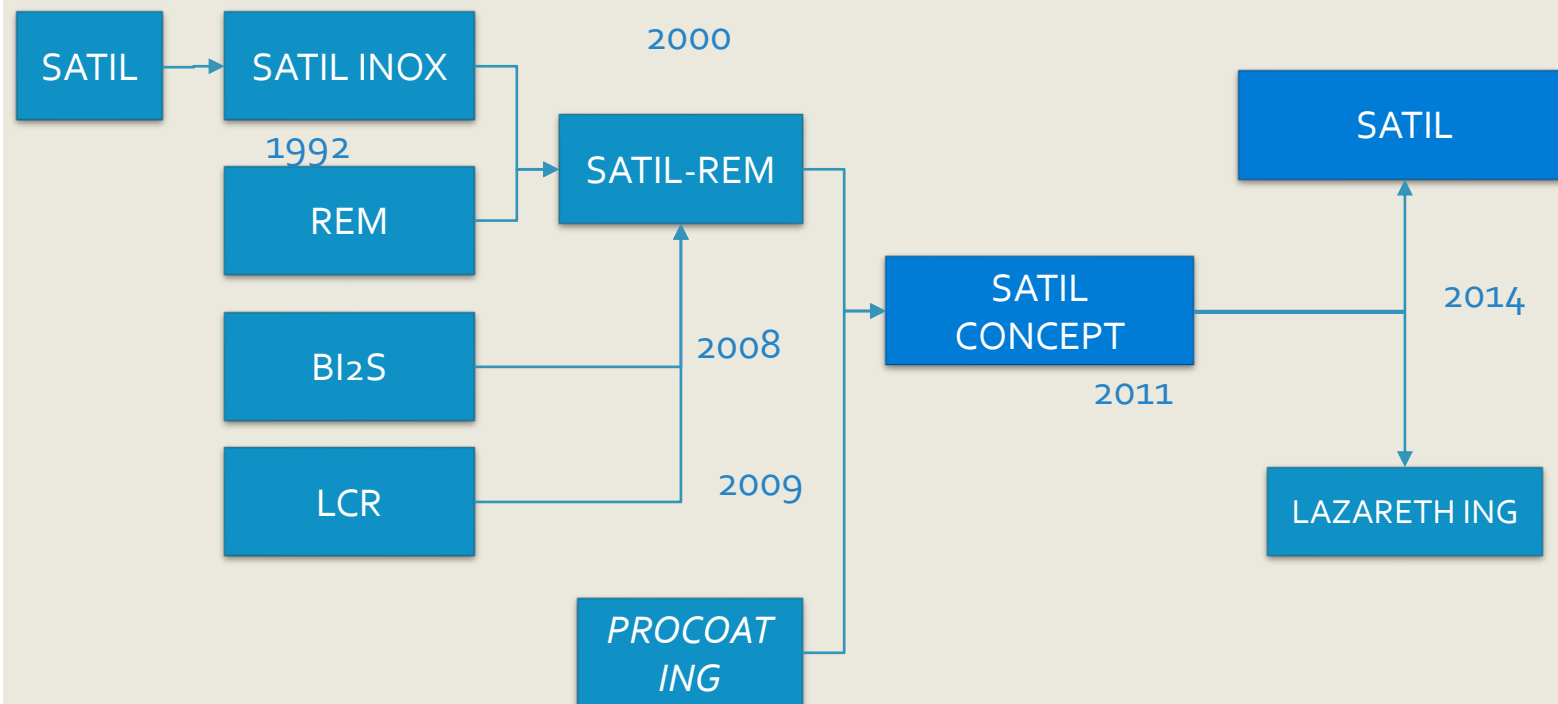 SATIL
SATIL INOX
2000
1992
REM
SATIL-REM
SATIL
BI2S
2008
SATIL
CONCEPT
2014
2011
LCR
2009
LAZARETH ING
PROCOAT
ING